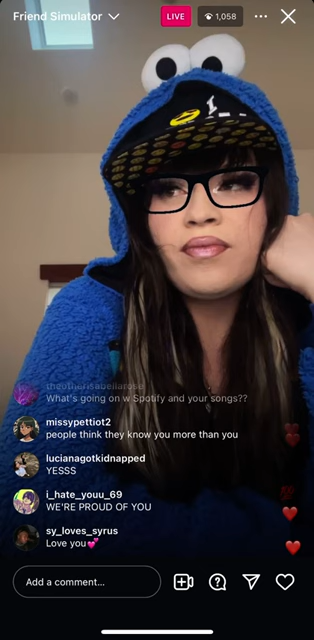 Friend Simulator
LIVE
1,058
theotherisabellarose
What's going on w Spotify and your songs??
missypettiot2
people think they know you more than you
lucianagotkidnapped
YESSS
i_hate_youu_69
WE'RE PROUD OF YOU
sy_loves_syrus
Love you💕
Add a comment...